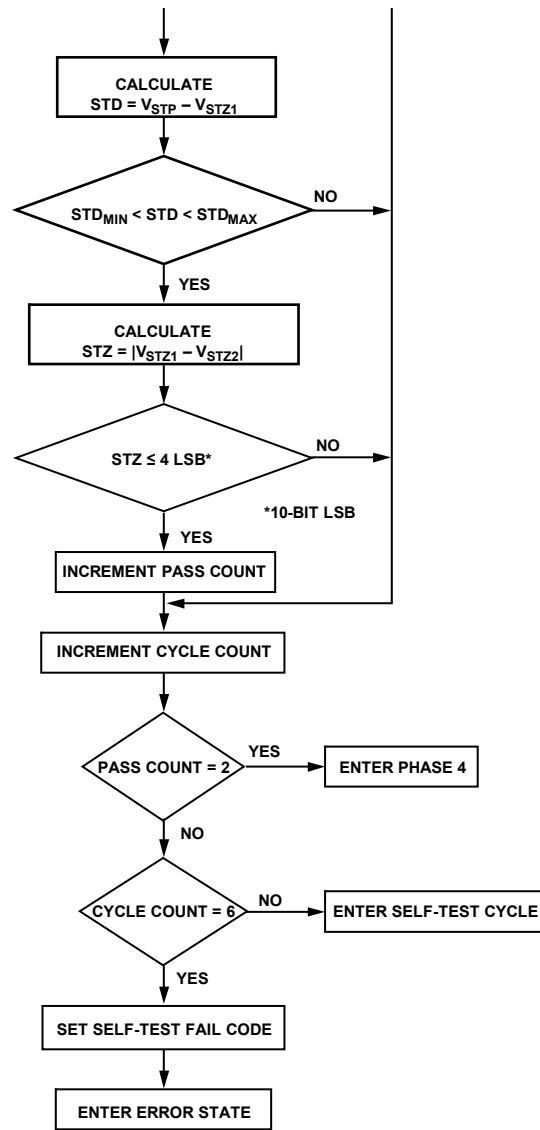 CALCULATE
STD = VSTP – VSTZ1
NO
STDMIN < STD < STDMAX
YES
CALCULATE
STZ = |VSTZ1 – VSTZ2|
NO
STZ ≤ 4 LSB*
*10-BIT LSB
YES
INCREMENT PASS COUNT
INCREMENT CYCLE COUNT
YES
PASS COUNT = 2
ENTER PHASE 4
NO
NO
CYCLE COUNT = 6
ENTER SELF-TEST CYCLE
YES
SET SELF-TEST FAIL CODE
ENTER ERROR STATE